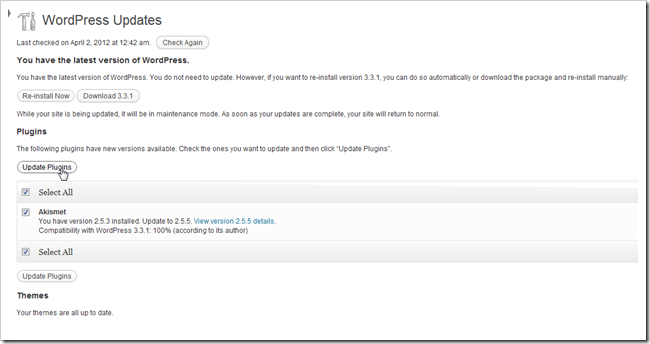 WordPress Updates
Last checked on April 2, 2012 at 12:42 am. Check Again
You have the latest version of WordPress.
You have the latest version of WordPress. You do not need to update. However, if you want to re-install version 3.3.1, you can do so automatically or download the package and re-install manually:
Re-install Now Download 3.3.1
While your site is being updated, it will be in maintenance mode. As soon as your updates are complete, your site will return to normal.
Plugins
The following plugins have new versions available. Check the ones you want to update and then click “Update Plugins”.
Update Plugins
Select All
Akismet
You have version 2.5.3 installed. Update to 2.5.5. View version 2.5.5 details.
Compatibility with WordPress 3.3.1: 100% (according to its author)
Select All
Update Plugins
Themes
Your themes are all up to date.